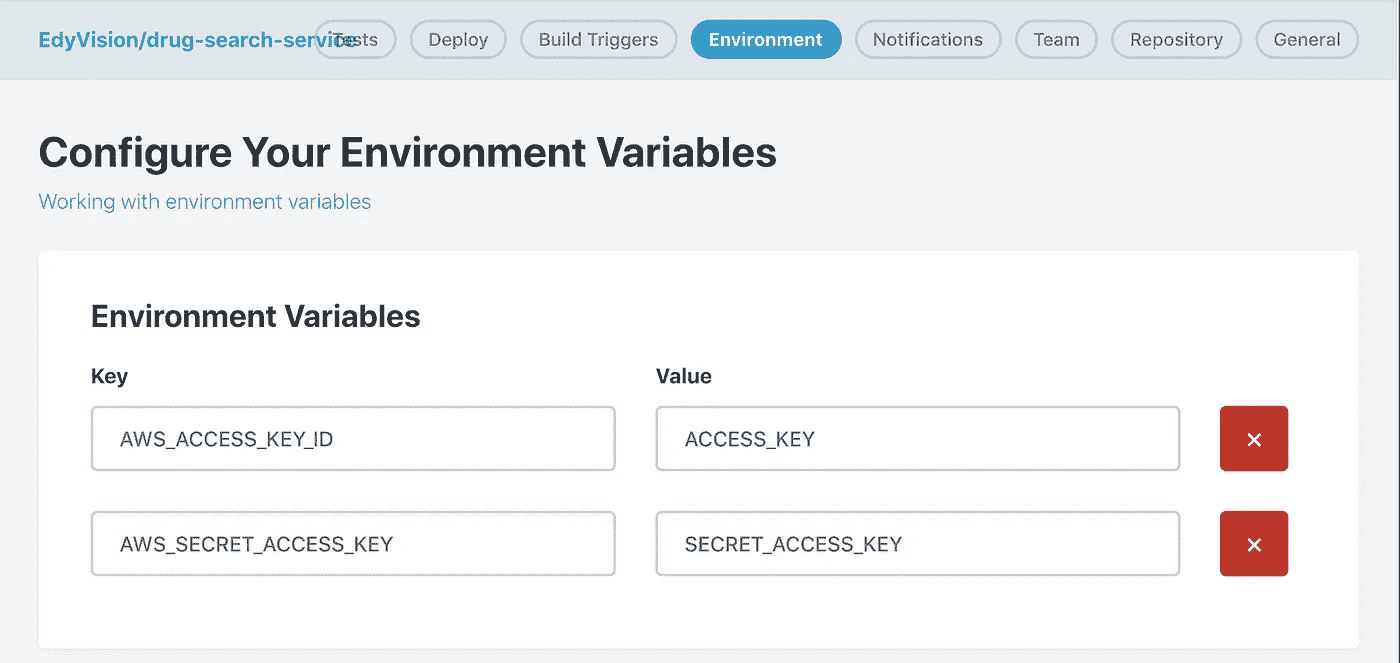 EdyVision/drug-search-service Tests Deploy Build Triggers Environment Notifications Team Repository General
Configure Your Environment Variables
Working with environment variables
Environment Variables
Key Value
AWS_ACCESS_KEY_ID ACCESS_KEY ×
AWS_SECRET_ACCESS_KEY SECRET_ACCESS_KEY ×